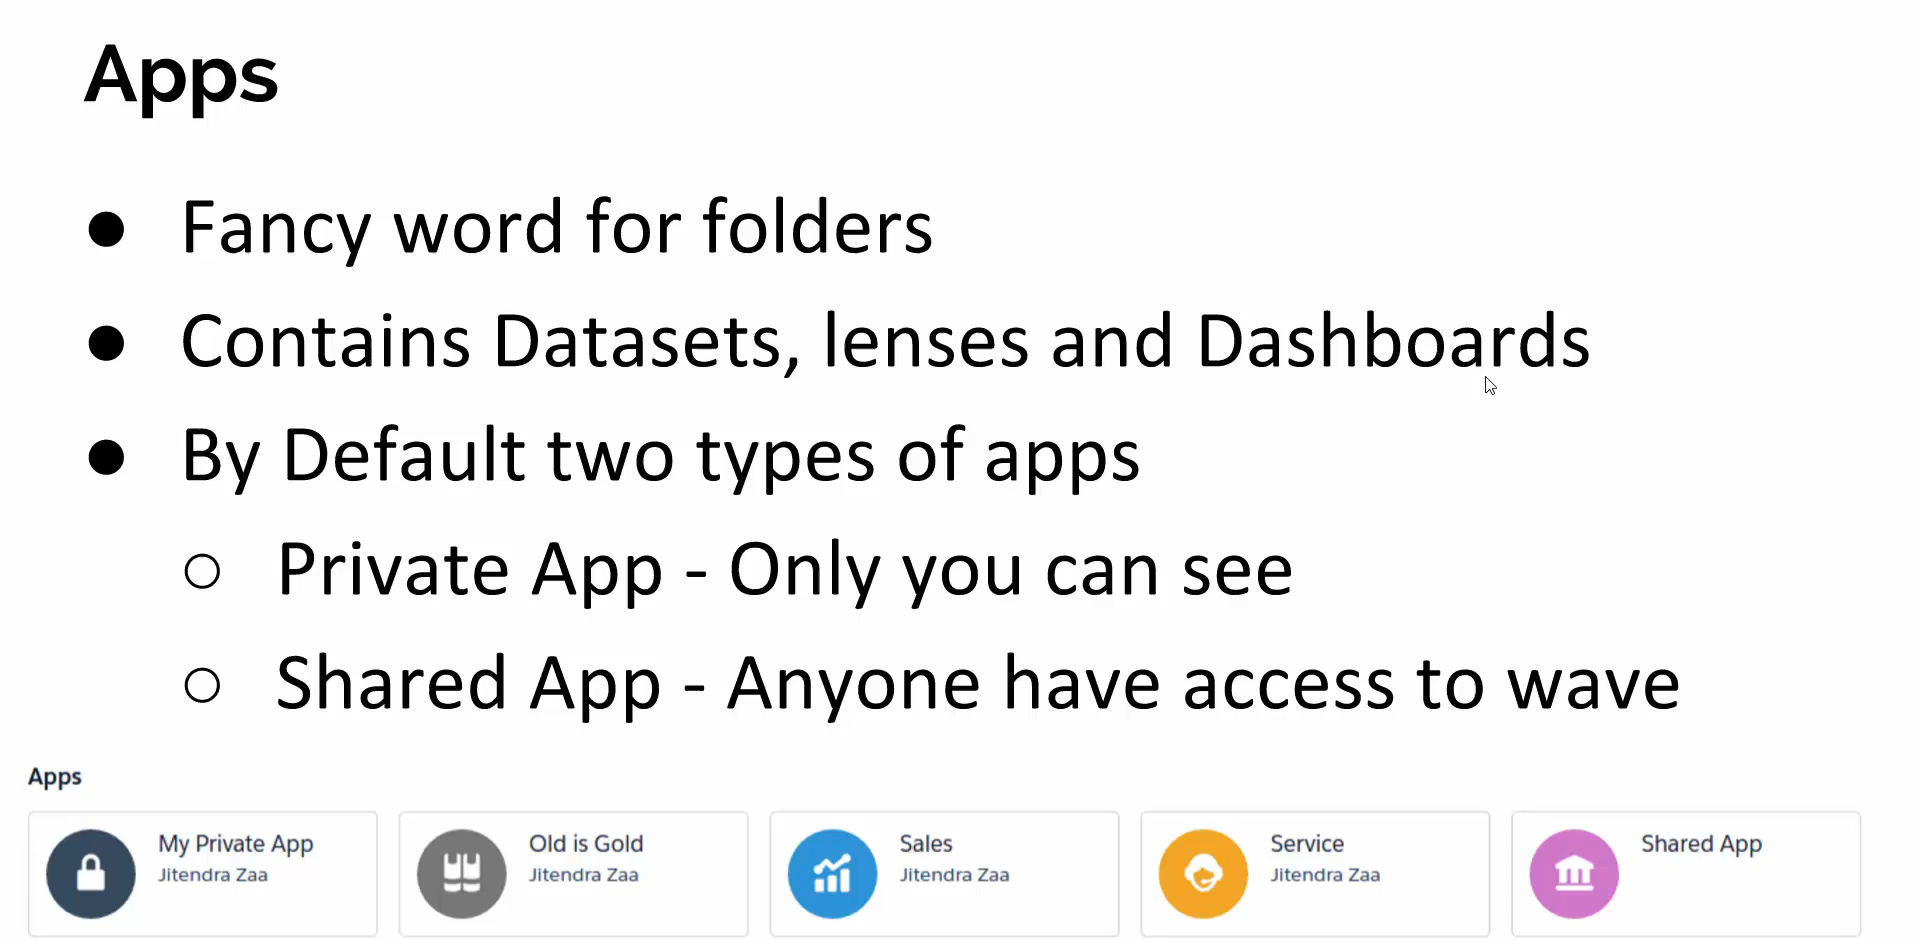 Apps
● Fancy word for folders
● Contains Datasets, lenses and Dashboards
● By Default two types of apps
○ Private App - Only you can see
○ Shared App - Anyone have access to wave
Apps
My Private App
Jitendra Zaa
Old is Gold
Jitendra Zaa
Sales
Jitendra Zaa
Service
Jitendra Zaa
Shared App